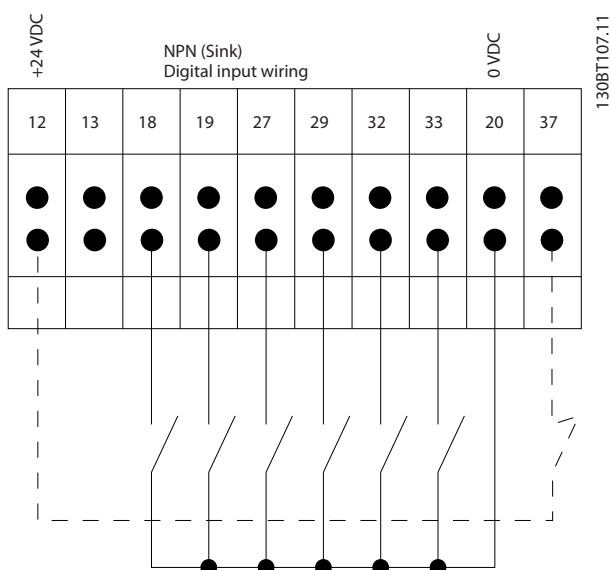 +24 VDC
NPN (Sink)
Digital input wiring
0 VDC
130BT107.11
12 13 18 19 27 29 32 33 20 37